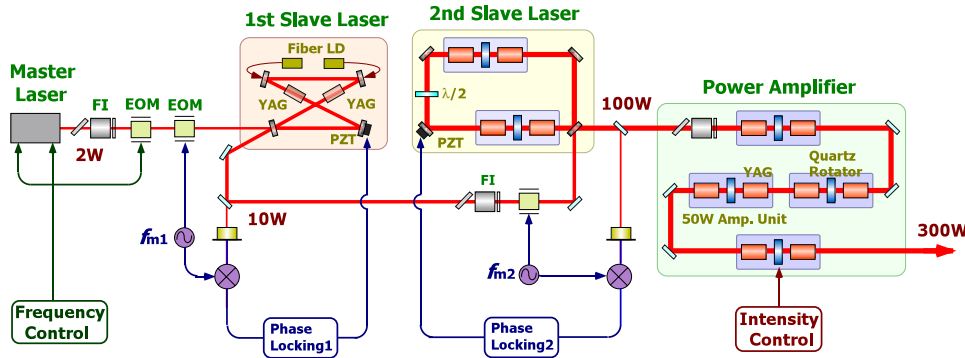 1st Slave Laser
2nd Slave Laser
Fiber LD
Master
Laser
FI
EOM
EOM
YAG
YAG
λ/2
100W
Power Amplifier
2W
PZT
PZT
Quartz
Rotator
YAG
FI
10W
50W Amp. Unit
300W
fm1
fm2
Frequency
Control
Phase
Locking1
Phase
Locking2
Intensity
Control